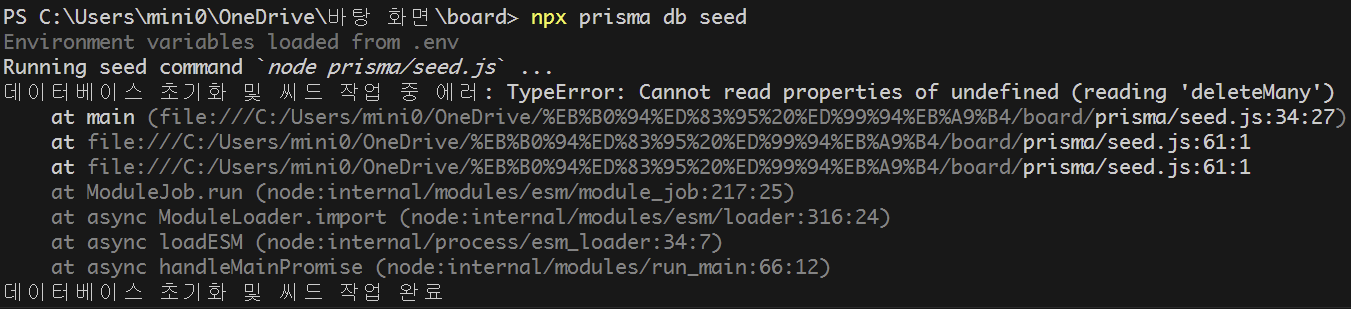 PS C:\Users\mini0\OneDrive\바탕 화면\board> npx prisma db seed
Environment variables loaded from .env
Running seed command `node prisma/seed.js` ...
데이터베이스 초기화 및 씨드 작업 중 에러: TypeError: Cannot read properties of undefined (reading 'deleteMany')
    at main (file:///C:/Users/mini0/OneDrive/%EB%B0%94%ED%83%95%20%ED%99%94%EB%A9%B4/board/prisma/seed.js:34:27)
    at file:///C:/Users/mini0/OneDrive/%EB%B0%94%ED%83%95%20%ED%99%94%EB%A9%B4/board/prisma/seed.js:61:1
    at file:///C:/Users/mini0/OneDrive/%EB%B0%94%ED%83%95%20%ED%99%94%EB%A9%B4/board/prisma/seed.js:61:1
    at ModuleJob.run (node:internal/modules/esm/module_job:217:25)
    at async ModuleLoader.import (node:internal/modules/esm/loader:316:24)
    at async loadESM (node:internal/process/esm_loader:34:7)
    at async handleMainPromise (node:internal/modules/run_main:66:12)
데이터베이스 초기화 및 씨드 작업 완료